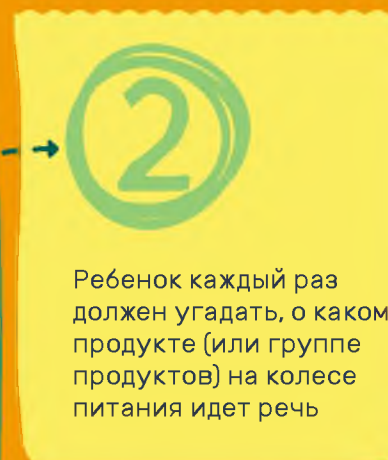 2
Ребенок каждый раз
должен угадать, о каком
продукте (или группе
продуктов) на колесе
питания идет речь